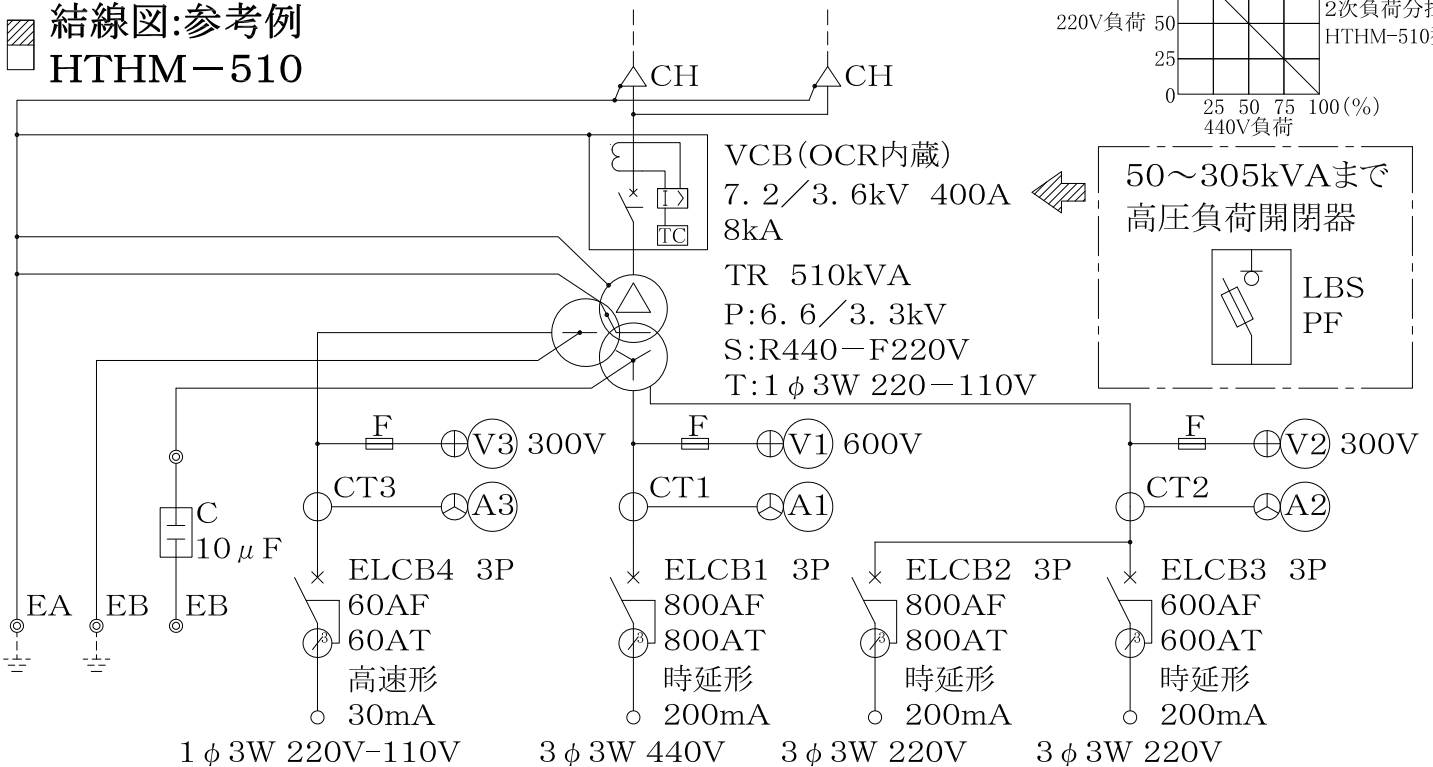 結線図:参考例
HTHM−510
CH
CH
220V負荷
50
25
0
25 50 75 100(%)
440V負荷
HTHM-510
VCB(OCR内蔵)
7.2/3.6kV 400A
8kA
I >
TC
50~305kVAまで
高圧負荷開閉器
LBS
PF
TR 510kVA
P:6.6/3.3kV
S:R440−F220V
T:1φ3W 220−110V
F
V3 300V
F
V1 600V
F
V2 300V
CT3
A3
CT1
A1
CT2
A2
C
10μF
EA
EB
EB
ELCB4 3P
60AF
60AT
高速形
30mA
1φ3W 220V-110V
ELCB1 3P
800AF
800AT
時延形
200mA
3φ3W 440V
ELCB2 3P
800AF
800AT
時延形
200mA
3φ3W 220V
ELCB3 3P
600AF
600AT
時延形
200mA
3φ3W 220V
3
3
3
3